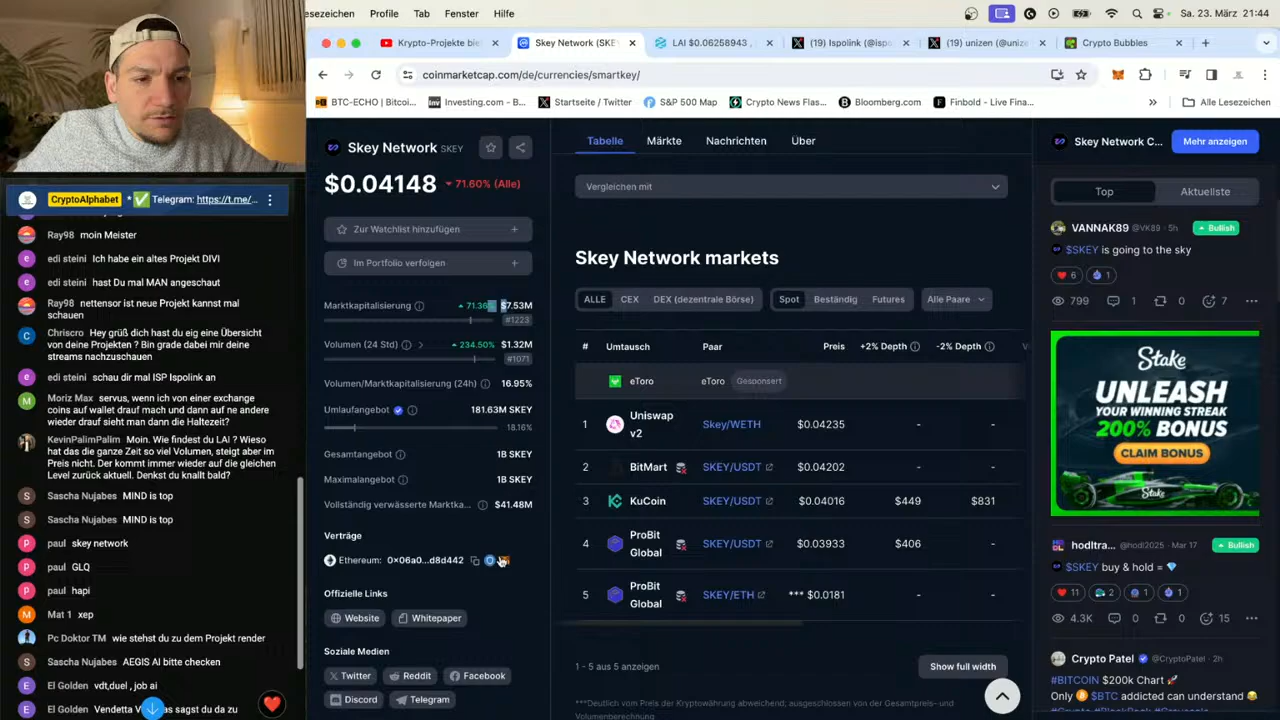 esezeichen Profile Tab Fenster Hilfe
Sa. 23. März 21:44
Krypto-Projekte bie
Skey Network (SKE
LAI $0.06258943 ,
(19) Ispolink (@ispo
(19) unizen (@unize
Crypto Bubbles
coinmarketcap.com/de/currencies/smartkey/
BTC-ECHO | Bitcoi...
Investing.com - B...
Startseite / Twitter
S&P 500 Map
Crypto News Flas...
Bloomberg.com
Finbold - Live Fina...
Alle Lesezeichen
CryptoAlphabet * ✅ Telegram: https://t.me/...
Ray98 moin Meister
edi steini Ich habe ein altes Projekt DIVI
edi steini hast Du mal MAN angeschaut
Ray98 nettensor ist neue Projekt kannst mal
schauen
Chriscro Hey grüß dich hast du eig eine Übersicht
von deine Projekten ? Bin grade dabei mir deine
streams nachzuschauen
edi steini schau dir ISP Ispolink an
Moriz Max servus, wenn ich von einer exchange
coins auf wallet drauf mach und dann auf ne andere
wieder drauf sieht man dann die Haltezeit?
KevinPalimPalim Moin. Wie findest du LAI ? Wieso
hat das die ganze Zeit so viel Volumen, steigt aber im
Preis nicht. Der kommt immer wieder auf die gleichen
Level zurück aktuell. Denkst du knallt bald?
Sascha Nujabes MIND is top
Sascha Nujabes MIND is top
paul skey network
paul GLQ
paul hapi
Mat 1 xep
Pc Doktor TM wie stehst du zu dem Projekt render
Sascha Nujabes AEGIS AI bitte checken
El Golden vdt,duel , job ai
El Golden Vendetta
as sagst du da zu
Skey Network SKEY
$0.04148 71.60% (Alle)
Zur Watchlist hinzufügen +
Im Portfolio verfolgen +
Marktkapitalisierung $7.53M
#1223
Volumen (24 Std) 234.50% $1.32M
#1071
Volumen/Marktkapitalisierung (24h) 16.95%
Umlaufangebot 181.63M SKEY
18.16%
Gesamtangebot 1B SKEY
Maximalangebot 1B SKEY
Vollständig verwässerte Marktka... $41.48M
Verträge
Ethereum: 0x06a0...d8d442
Offizielle Links
Website Whitepaper
Soziale Medien
Twitter Reddit Facebook
Discord Telegram
Tabelle Märkte Nachrichten Über
Vergleichen mit
Skey Network markets
ALLE CEX DEX (dezentrale Börse) Spot Beständig Futures Alle Paare
# Umtausch Paar Preis +2% Depth -2% Depth
eToro eToro Gesponsert
1 Uniswap v2 Skey/WETH $0.04235 - -
2 BitMart SKEY/USDT $0.04202 - -
3 KuCoin SKEY/USDT $0.04016 $449 $831
4 ProBit Global SKEY/USDT $0.03933 $406 -
5 ProBit Global SKEY/ETH *** $0.0181 - -
1 - 5 aus 5 anzeigen
Show full width
***Deutlich vom Preis der Kryptowährung abweichend; ausgeschlossen von der Gesamtpreis- und
Volumenberechnung
Skey Network C... Mehr anzeigen
Top Aktuellste
VANNAK89 @VK89 · 5h Bullish
$SKEY is going to the sky
6 1
799 1 0 7
Stake
UNLEASH
YOUR WINNING STREAK
200% BONUS
CLAIM BONUS
Stake
hodltra... @hodl2025 · Mar 17 Bullish
$SKEY buy & hold = 💎
11 2 1 1
4.3K 0 0 15
Crypto Patel @CryptoPatel · 2h
#BITCOIN $200k Chart 🚀
Only $BTC addicted can understand 😂